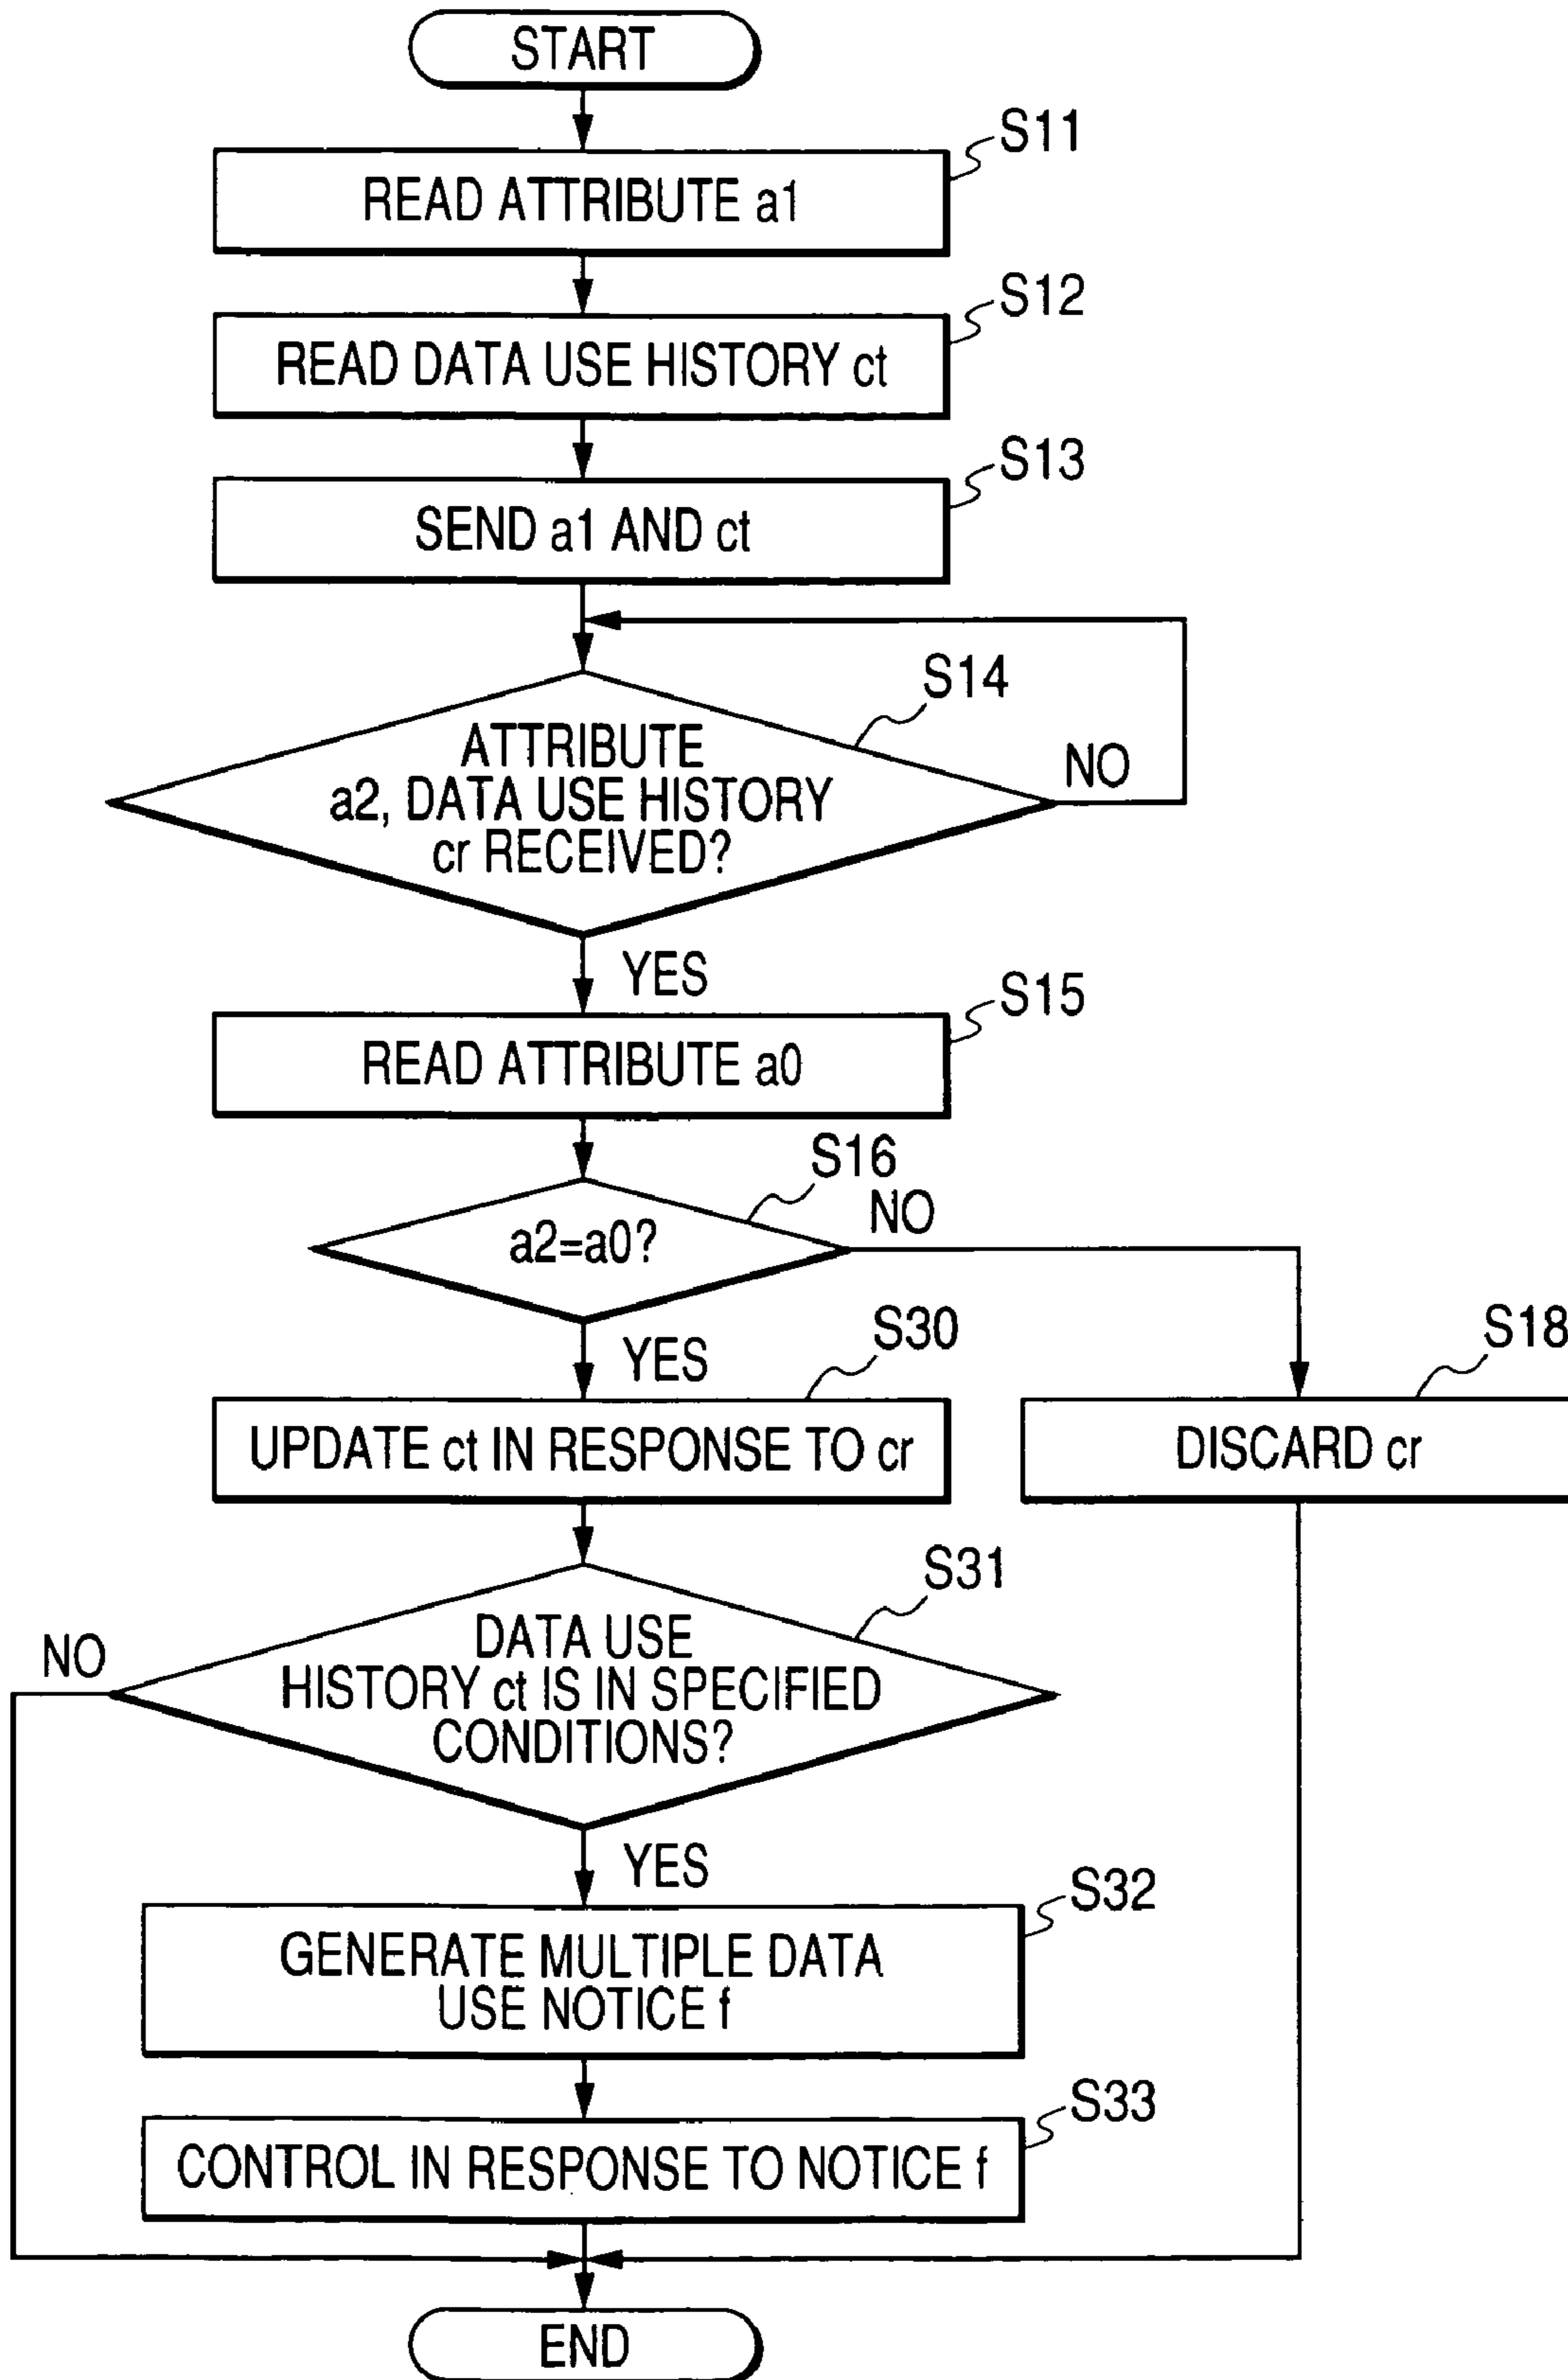 START
S11
READ ATTRIBUTE a1
S12
READ DATA USE HISTORY ct
S13
SEND a1 AND ct
S14
ATTRIBUTE
a2, DATA USE HISTORY
cr RECEIVED?
NO
YES
S15
READ ATTRIBUTE a0
S16
a2=a0?
NO
YES
S30
UPDATE ct IN RESPONSE TO cr
S18
DISCARD cr
S31
DATA USE
HISTORY ct IS IN SPECIFIED
CONDITIONS?
NO
YES
S32
GENERATE MULTIPLE DATA
USE NOTICE f
S33
CONTROL IN RESPONSE TO NOTICE f
END